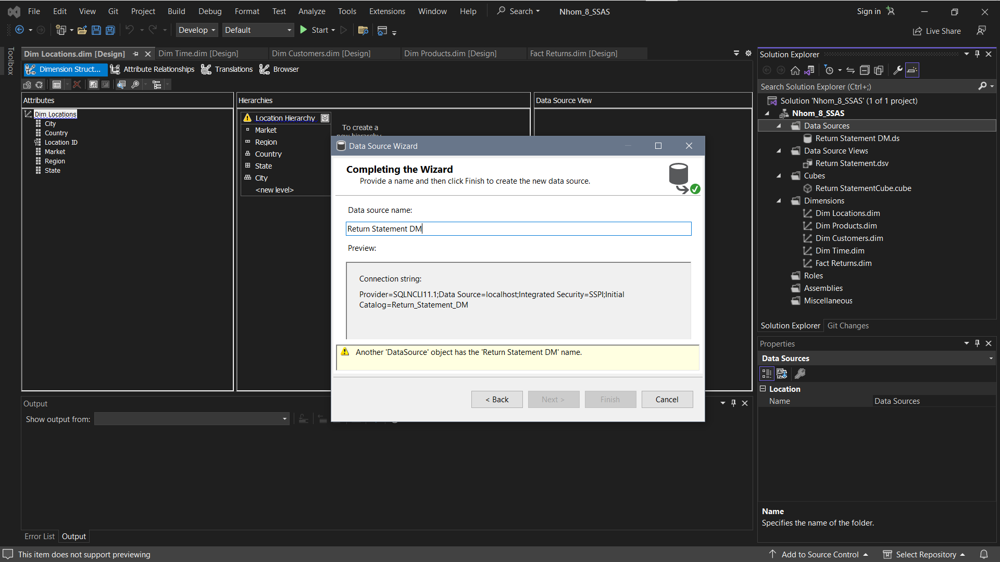 File Edit View Git Project Build Debug Format Test Analyze Tools Extensions Window Help Search Nhom_8_SSAS Sign in
Develop Default Start Live Share
Toolbox
Dim Locations.dim [Design] Dim Time.dim [Design] Dim Customers.dim [Design] Dim Products.dim [Design] Fact Returns.dim [Design]
Dimension Struct... Attribute Relationships Translations Browser
Attributes
Dim Locations
City
Country
Location ID
Market
Region
State
Hierarchies
Location Hierarchy
Market
Region
Country
State
City
<new level>
To create a
new hierarchy
Data Source View
Data Source Wizard
Completing the Wizard
Provide a name and then click Finish to create the new data source.
Data source name:
Return Statement DM
Preview:
Connection string:
Provider=SQLNCLI11.1;Data Source=localhost;Integrated Security=SSPI;Initial
Catalog=Return_Statement_DM
Another 'DataSource' object has the 'Return Statement DM' name.
< Back Next > Finish Cancel
Output
Show output from:
Error List Output
Solution Explorer
Search Solution Explorer (Ctrl+;)
Solution 'Nhom_8_SSAS' (1 of 1 project)
Nhom_8_SSAS
Data Sources
Return Statement DM.ds
Data Source Views
Return Statement.dsv
Cubes
Return StatementCube.cube
Dimensions
Dim Locations.dim
Dim Products.dim
Dim Customers.dim
Dim Time.dim
Fact Returns.dim
Roles
Assemblies
Miscellaneous
Solution Explorer Git Changes
Properties
Data Sources
Location
Name Data Sources
Name
Specifies the name of the folder.
This item does not support previewing Add to Source Control Select Repository